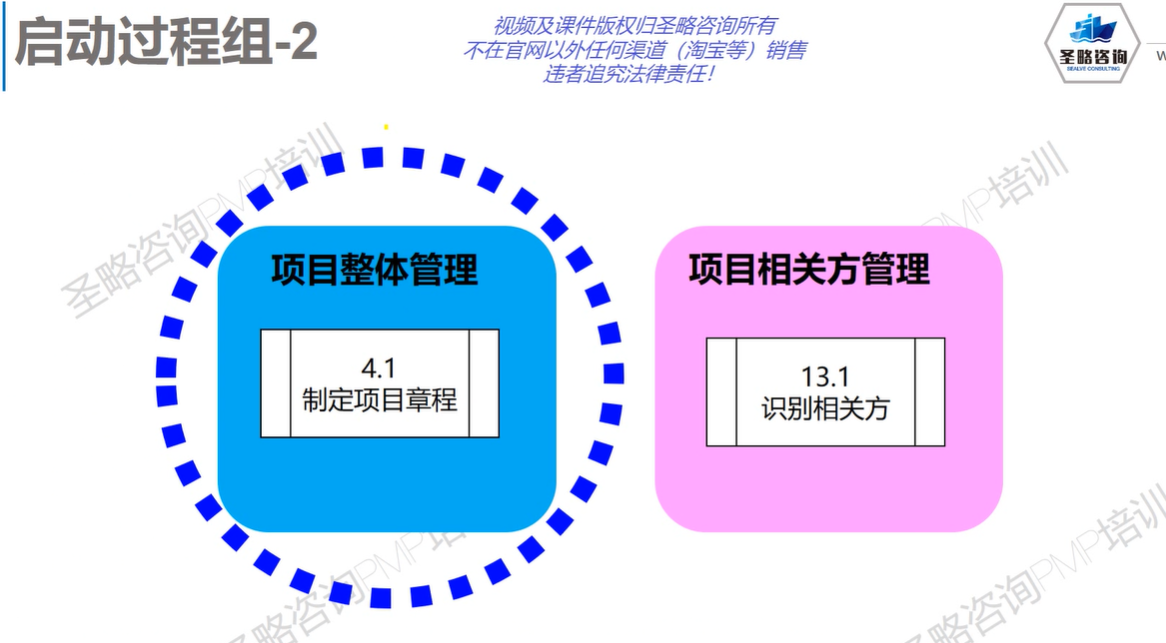 启动过程组-2
视频及课件版权归圣略咨询所有
不在官网以外任何渠道（淘宝等）销售
违者追究法律责任！
圣略咨询
SEALVE CONSULTING
W
圣略咨询PMP培训
PMP培训
项目整体管理
4.1
制定项目章程
项目相关方管理
13.1
识别相关方
圣略咨询PMP培
圣略咨询PMP培训